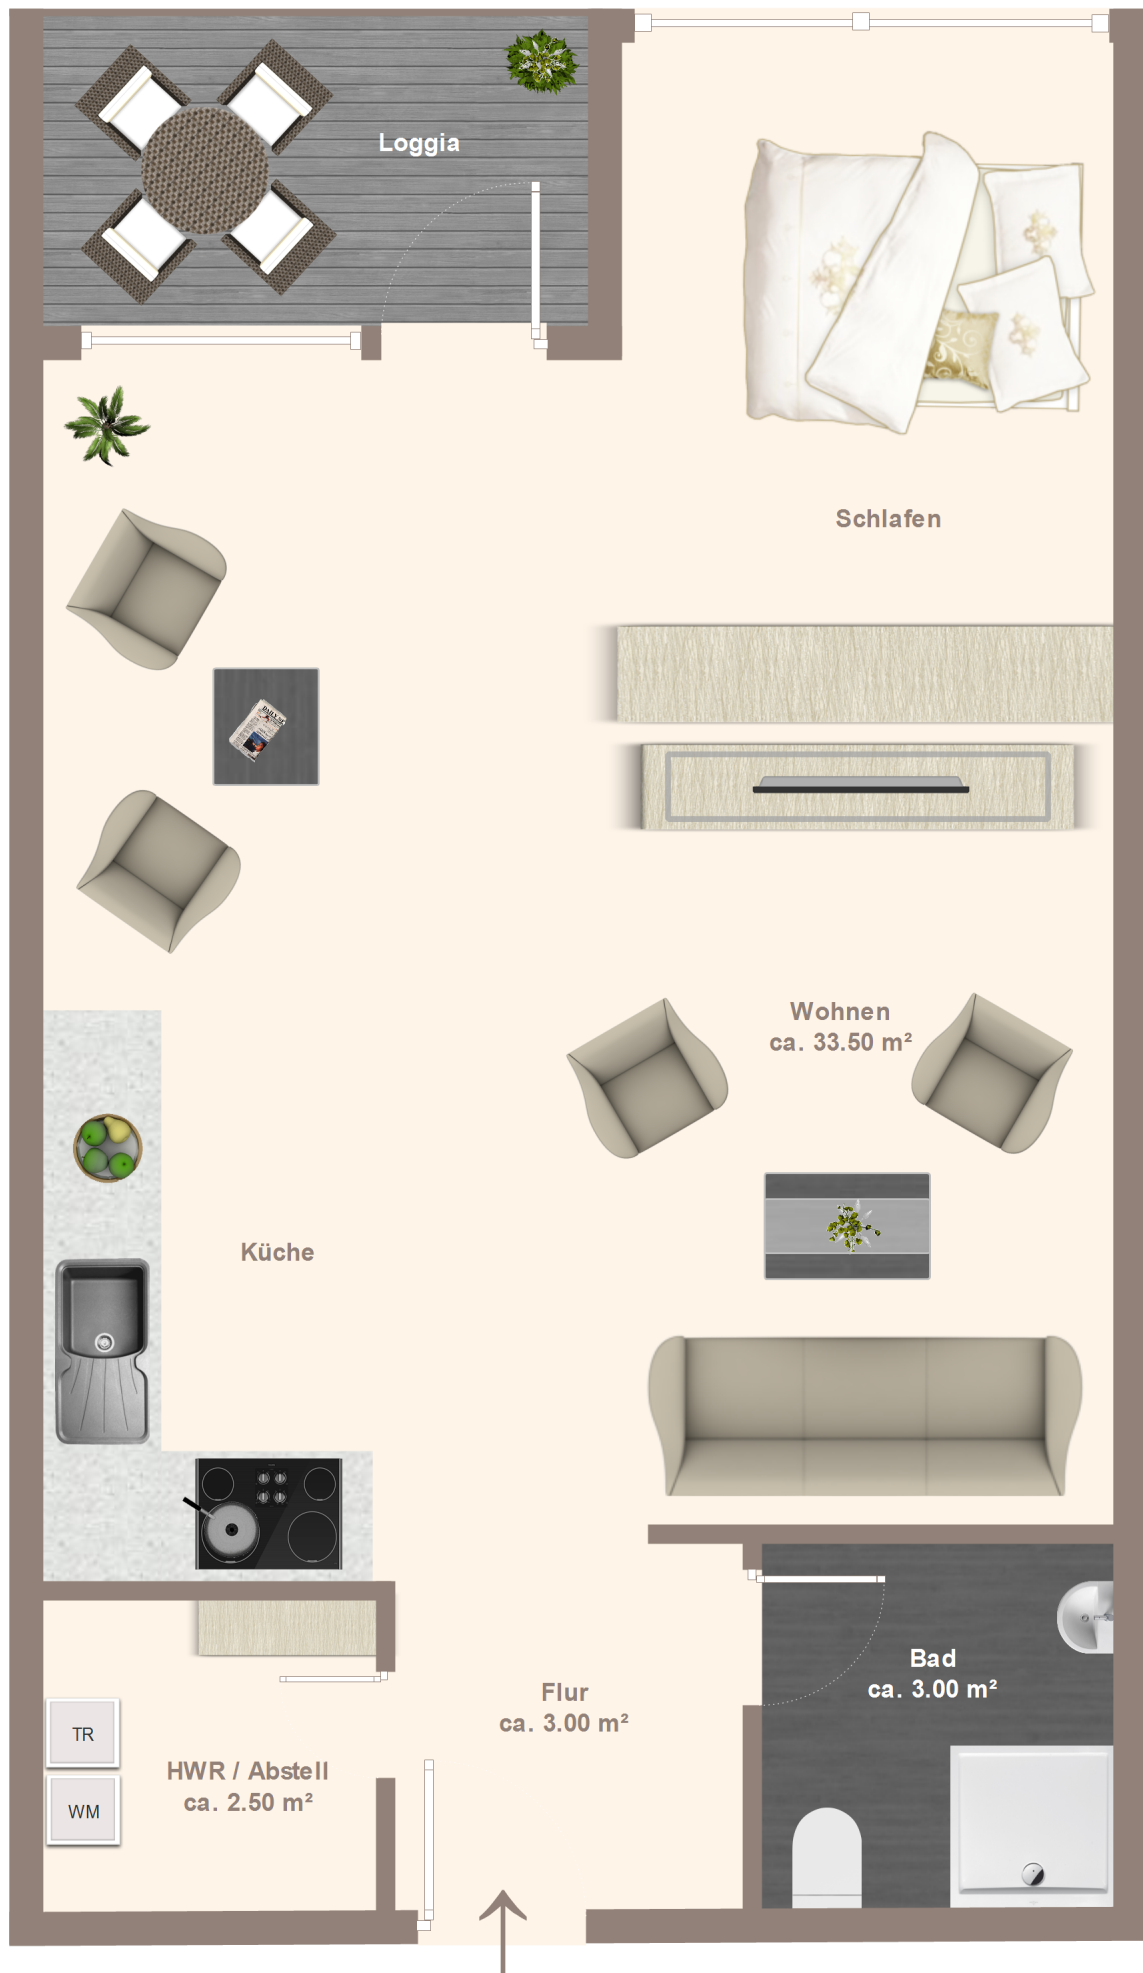 Loggia
Schlafen
DAILY
Wohnen
ca. 33.50 m²
Küche
Bad
ca. 3.00 m²
Flur
ca. 3.00 m²
TR
HWR / Abstell
ca. 2.50 m²
WM